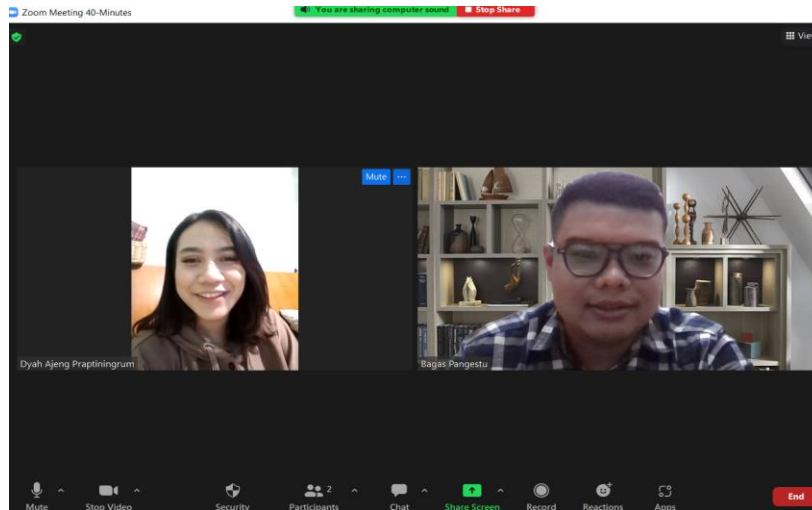 Zoom Meeting 40-Minutes
You are sharing computer sound
Stop Share
View
Mute ...
Dyah Ajeng Praptiningrum
Bagas Pangestu
2
Mute
Stop Video
Security
Participants
Chat
Share Screen
Record
Reactions
Apps
End